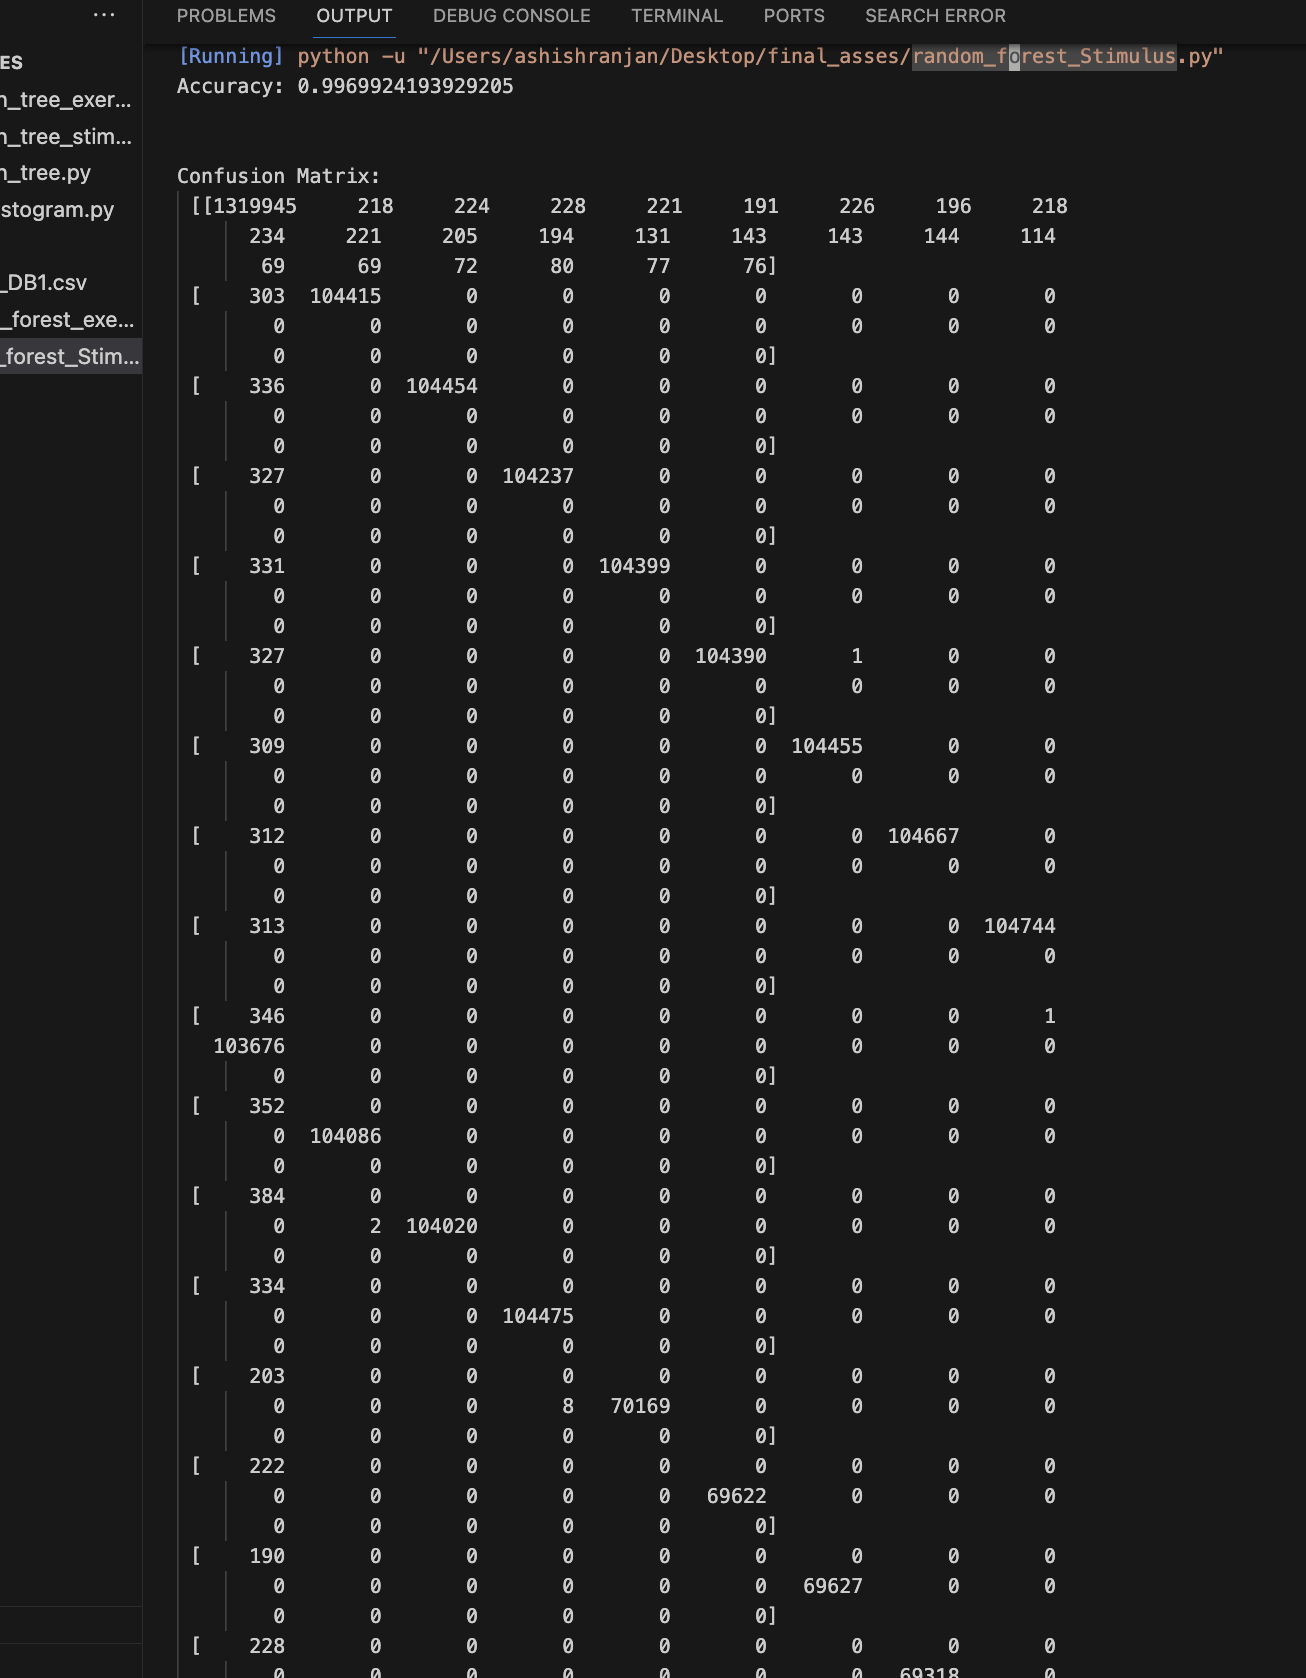 PROBLEMS OUTPUT DEBUG CONSOLE TERMINAL PORTS SEARCH ERROR
...
ES
n_tree_exer...
n_tree_stim...
n_tree.py
stogram.py
_DB1.csv
_forest_exe...
_forest_Stim...
[Running] python -u "/Users/ashishranjan/Desktop/final_asses/random_forest_Stimulus.py"
Accuracy: 0.9969924193929205
Confusion Matrix:
[[1319945 218 224 228 221 191 226 196 218
234 221 205 194 131 143 143 144 114
69 69 72 80 77 76]
[ 303 104415 0 0 0 0 0 0 0
0 0 0 0 0 0 0 0 0
0 0 0 0 0 0]
[ 336 0 104454 0 0 0 0 0 0
0 0 0 0 0 0 0 0 0
0 0 0 0 0 0]
[ 327 0 0 104237 0 0 0 0 0
0 0 0 0 0 0 0 0 0
0 0 0 0 0 0]
[ 331 0 0 0 104399 0 0 0 0
0 0 0 0 0 0 0 0 0
0 0 0 0 0 0]
[ 327 0 0 0 0 104390 1 0 0
0 0 0 0 0 0 0 0 0
0 0 0 0 0 0]
[ 309 0 0 0 0 0 104455 0 0
0 0 0 0 0 0 0 0 0
0 0 0 0 0 0]
[ 312 0 0 0 0 0 0 104667 0
0 0 0 0 0 0 0 0 0
0 0 0 0 0 0]
[ 313 0 0 0 0 0 0 0 104744
0 0 0 0 0 0 0 0 0
0 0 0 0 0 0]
[ 346 0 0 0 0 0 0 0 1
103676 0 0 0 0 0 0 0 0
0 0 0 0 0 0]
[ 352 0 0 0 0 0 0 0 0
0 104086 0 0 0 0 0 0 0
0 0 0 0 0 0]
[ 384 0 0 0 0 0 0 0 0
0 2 104020 0 0 0 0 0 0
0 0 0 0 0 0]
[ 334 0 0 0 0 0 0 0 0
0 0 0 104475 0 0 0 0 0
0 0 0 0 0 0]
[ 203 0 0 0 0 0 0 0 0
0 0 0 8 70169 0 0 0 0
0 0 0 0 0 0]
[ 222 0 0 0 0 0 0 0 0
0 0 0 0 0 69622 0 0 0
0 0 0 0 0 0]
[ 190 0 0 0 0 0 0 0 0
0 0 0 0 0 0 69627 0 0
0 0 0 0 0 0]
[ 228 0 0 0 0 0 0 0 0
0 0 0 0 0 0 0 69318 0